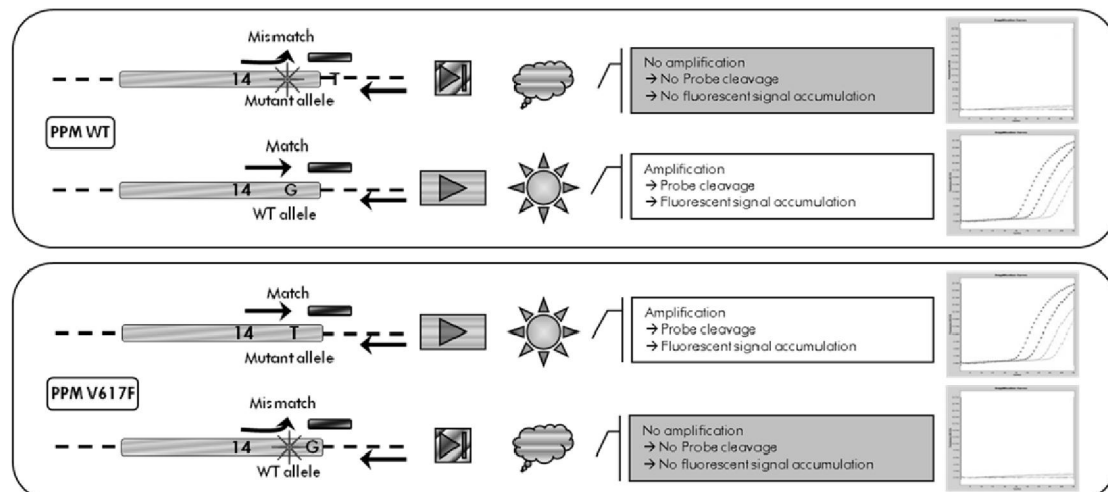 Mismatch
14
T
Mutant allele
No amplification
→ No Probe cleavage
→ No fluorescent signal accumulation
PPM WT
Match
14 G
WT allele
Amplification
→ Probe cleavage
→ Fluorescent signal accumulation
Match
14 T
Mutant allele
Amplification
→ Probe cleavage
→ Fluorescent signal accumulation
PPM V617F
Mismatch
14 G
WT allele
No amplification
→ No Probe cleavage
→ No fluorescent signal accumulation